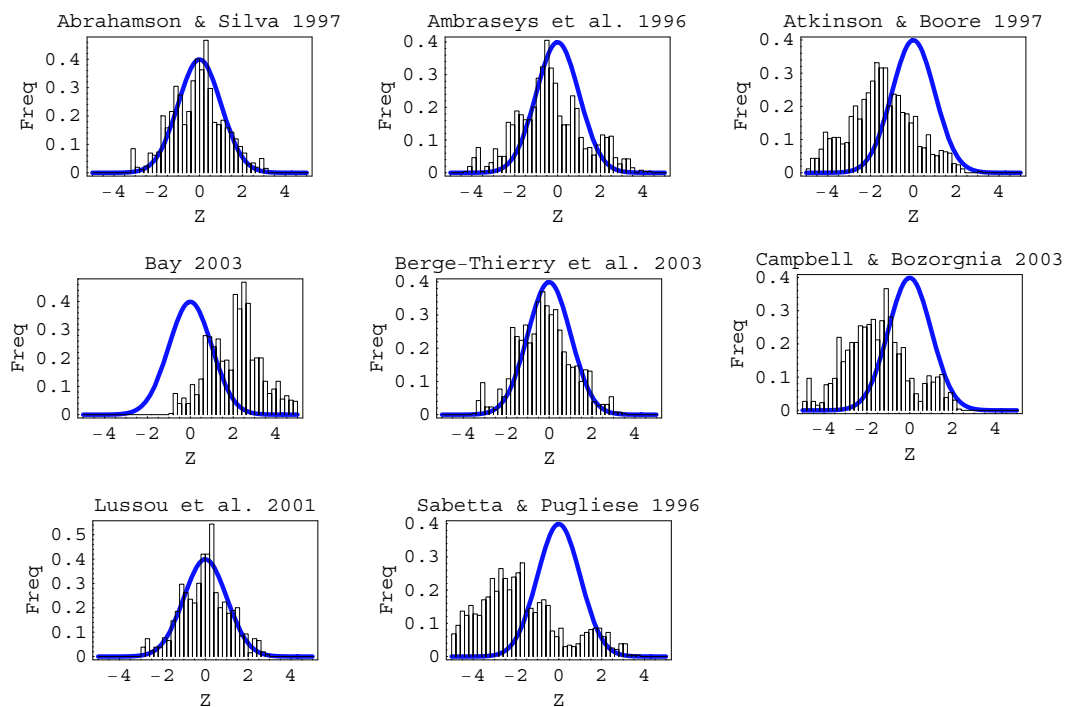 Abrahamson & Silva 1997
Freq
0.4
0.3
0.2
0.1
0
-4 -2 0 2 4
Z
Ambraseys et al. 1996
Freq
0.4
0.3
0.2
0.1
0
-4 -2 0 2 4
Z
Atkinson & Boore 1997
Freq
0.4
0.3
0.2
0.1
0
-4 -2 0 2 4
Z
Bay 2003
Freq
0.4
0.3
0.2
0.1
0
-4 -2 0 2 4
Z
Berge-Thierry et al. 2003
Freq
0.4
0.3
0.2
0.1
0
-4 -2 0 2 4
Z
Campbell & Bozorgnia 2003
Freq
0.4
0.3
0.2
0.1
0
-4 -2 0 2 4
Z
Lussou et al. 2001
Freq
0.5
0.4
0.3
0.2
0.1
0
-4 -2 0 2 4
Z
Sabetta & Pugliese 1996
Freq
0.4
0.3
0.2
0.1
0
-4 -2 0 2 4
Z